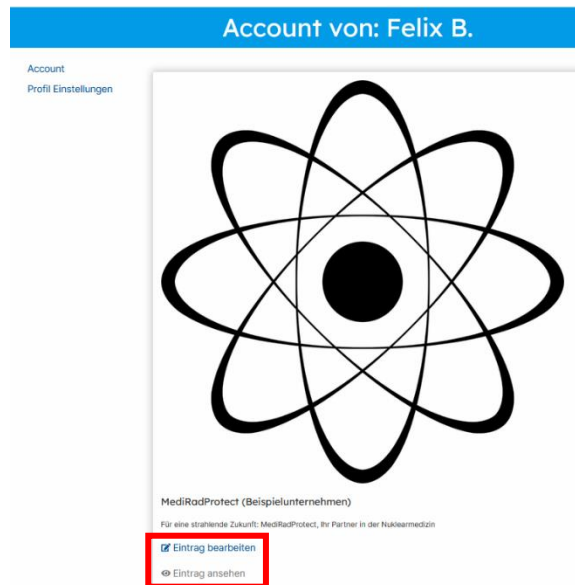 Account von: Felix B.
Account
Profil Einstellungen
MediRadProtect (Beispielunternehmen)
Für eine strahlende Zukunft: MediRadProtect, Ihr Partner in der Nuklearmedizin
Eintrag bearbeiten
Eintrag ansehen